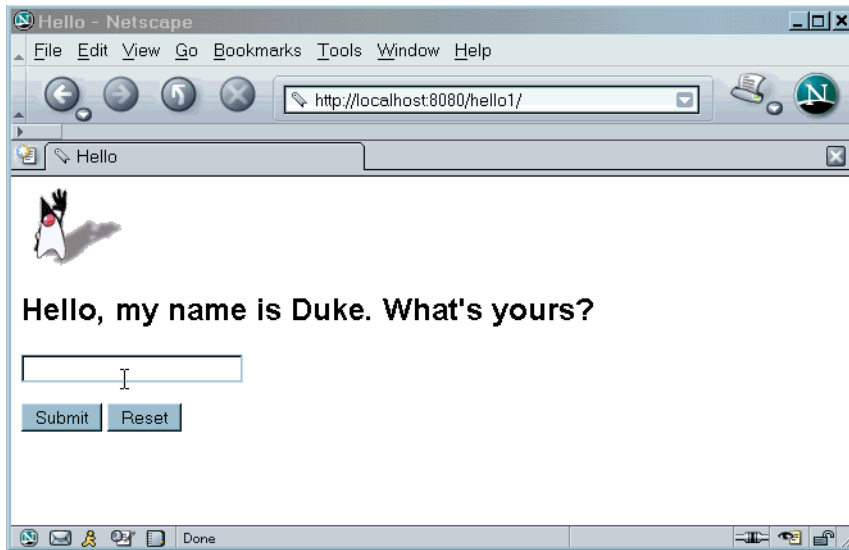 Hello - Netscape
File Edit View Go Bookmarks Tools Window Help
http://localhost:8080/hello1/
N
Hello
Hello, my name is Duke. What's yours?
Submit Reset
Done